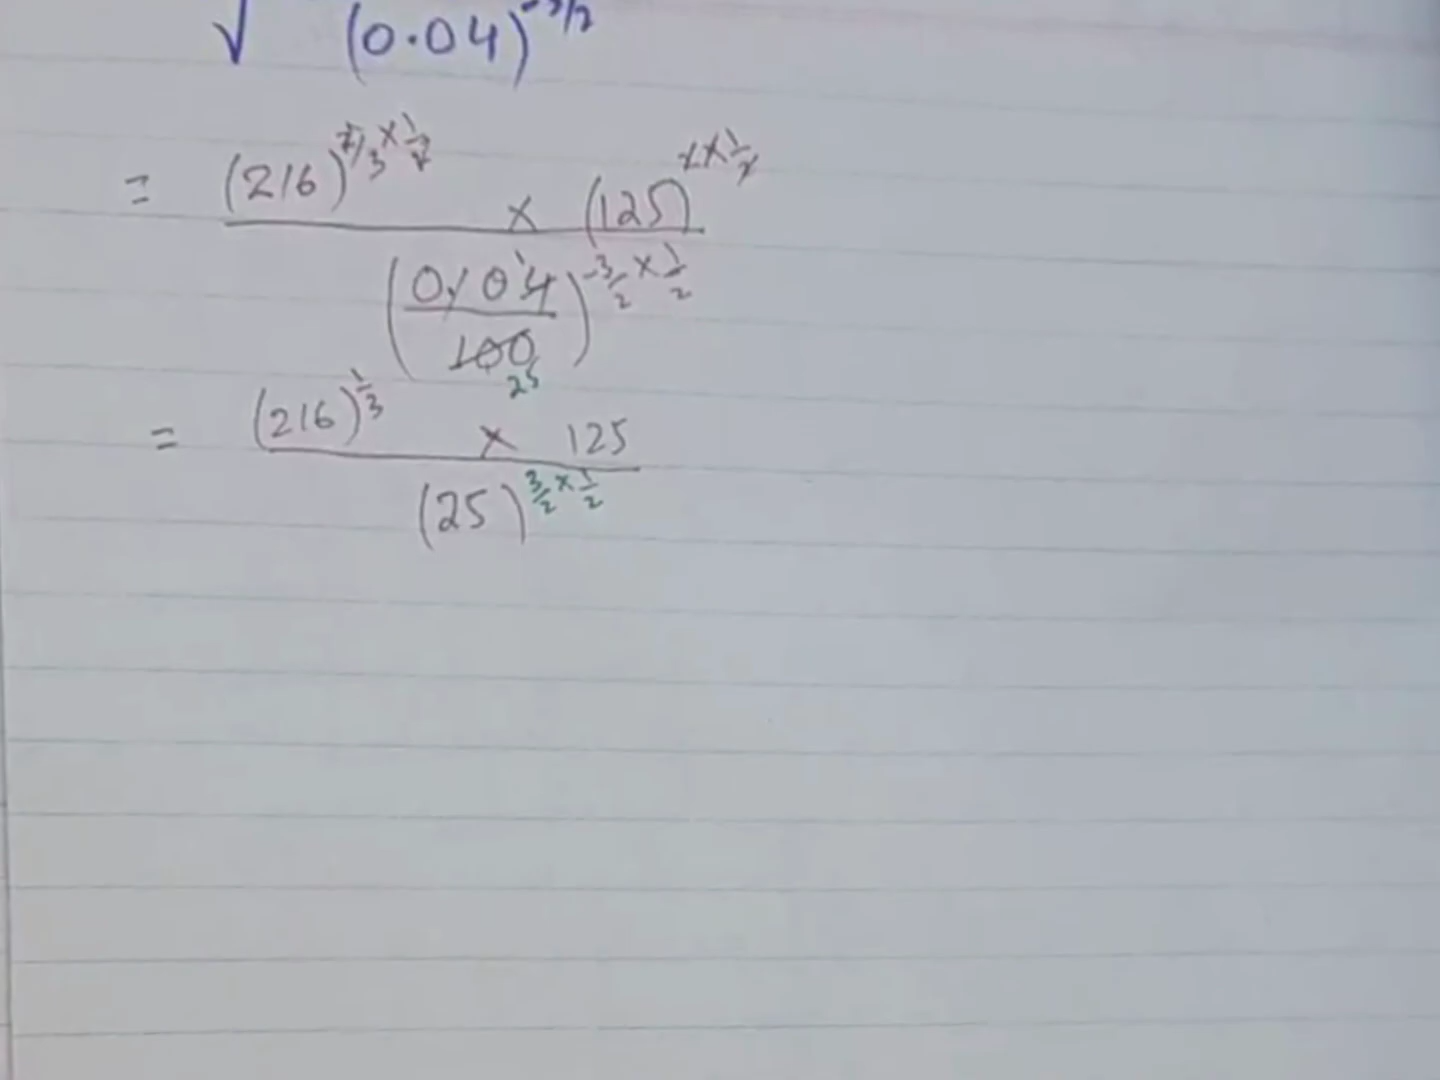 √ (0.04)^-3/2
= (216)^2/3 × 1/2 × (125)^2 × 1/2
(0.04/100)^-3/2 × 1/2
25
= (216)^1/3 × 125
(25)^3/2 × 1/2